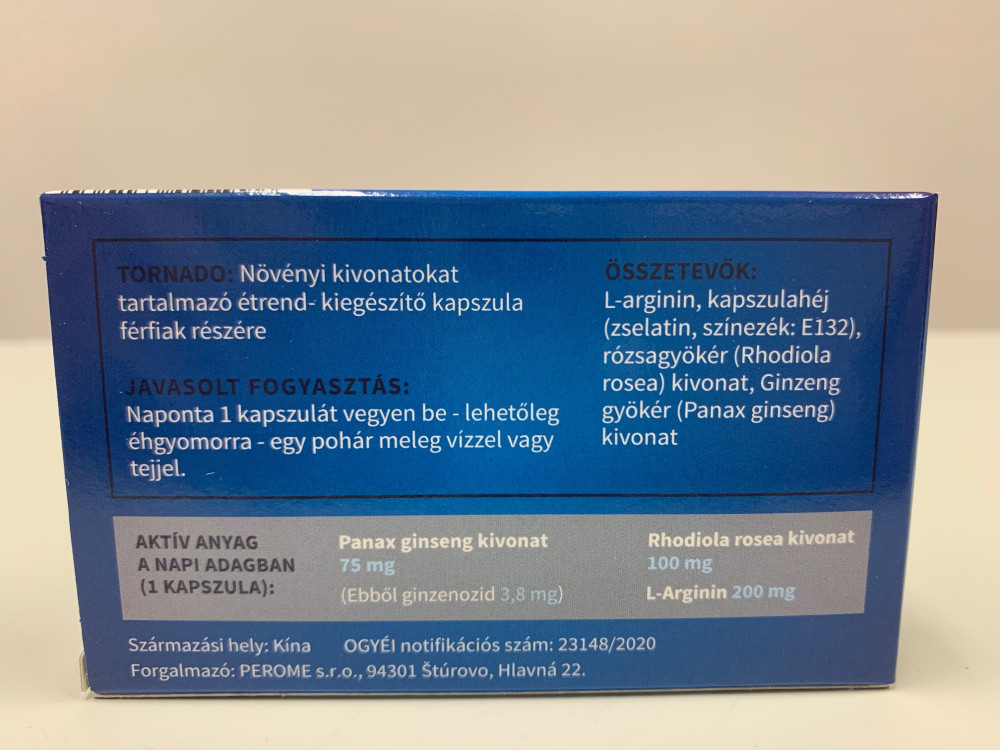 TORNADO: Növényi kivonatokat
tartalmazó étrend- kiegészítő kapszula
férfiak részére
JAVASOLT FOGYASZTÁS:
Naponta 1 kapszulát vegyen be - lehetőleg
éhgyomorra - egy pohár meleg vízzel vagy
tejjel.
ÖSSZETEVŐK:
L-arginin, kapszulahéj
(zselatin, színezék: E132),
rózsagyökér (Rhodiola
rosea) kivonat, Ginzeng
gyökér (Panax ginseng)
kivonat
AKTÍV ANYAG
A NAPI ADAGBAN
(1 KAPSZULA):
Panax ginseng kivonat
75 mg
(Ebből ginzenozid 3,8 mg)
Rhodiola rosea kivonat
100 mg
L-Arginin 200 mg
Származási hely: Kína OGYÉI notifikációs szám: 23148/2020
Forgalmazó: PEROME s.r.o., 94301 Štúrovo, Hlavná 22.